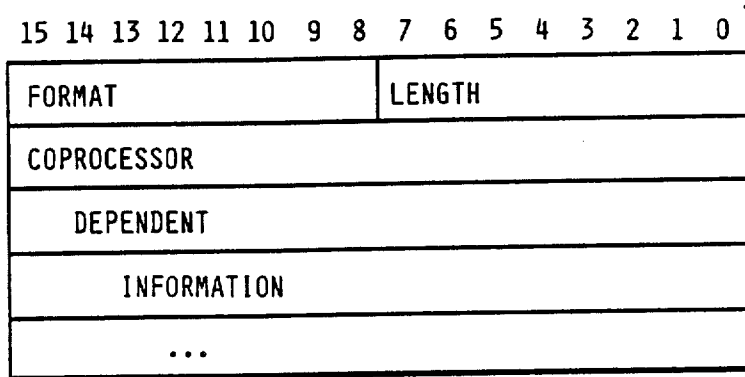 15 14 13 12 11 10 9 8 7 6 5 4 3 2 1 0
FORMAT LENGTH
COPROCESSOR
DEPENDENT
INFORMATION
...